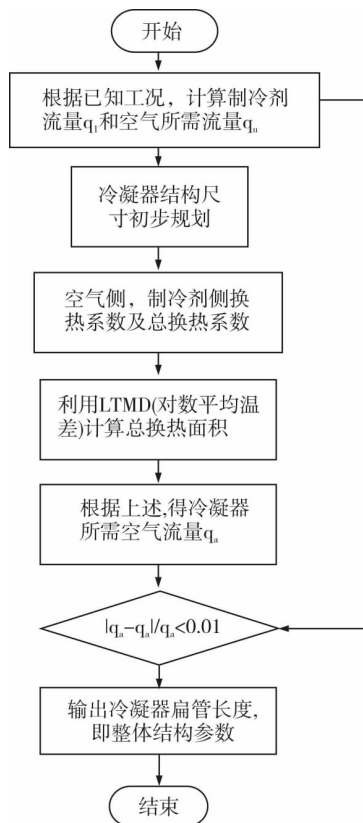 开始
根据已知工况，计算制冷剂
流量q₁和空气所需流量qᵤ
冷凝器结构尺
寸初步规划
空气侧，制冷剂侧换
热系数及总换热系数
利用LTMD(对数平均温
差)计算总换热面积
根据上述,得冷凝器
所需空气流量qₐ
|qₐ-qₐ|/qₐ<0.01
输出冷凝器扁管长度,
即整体结构参数
结束